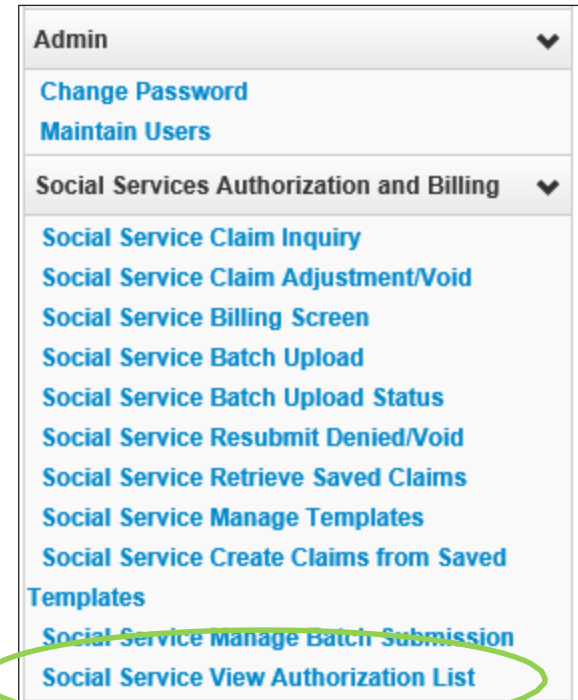 Admin
Change Password
Maintain Users
Social Services Authorization and Billing
Social Service Claim Inquiry
Social Service Claim Adjustment/Void
Social Service Billing Screen
Social Service Batch Upload
Social Service Batch Upload Status
Social Service Resubmit Denied/Void
Social Service Retrieve Saved Claims
Social Service Manage Templates
Social Service Create Claims from Saved
Templates
Social Service Manage Batch Submission
Social Service View Authorization List